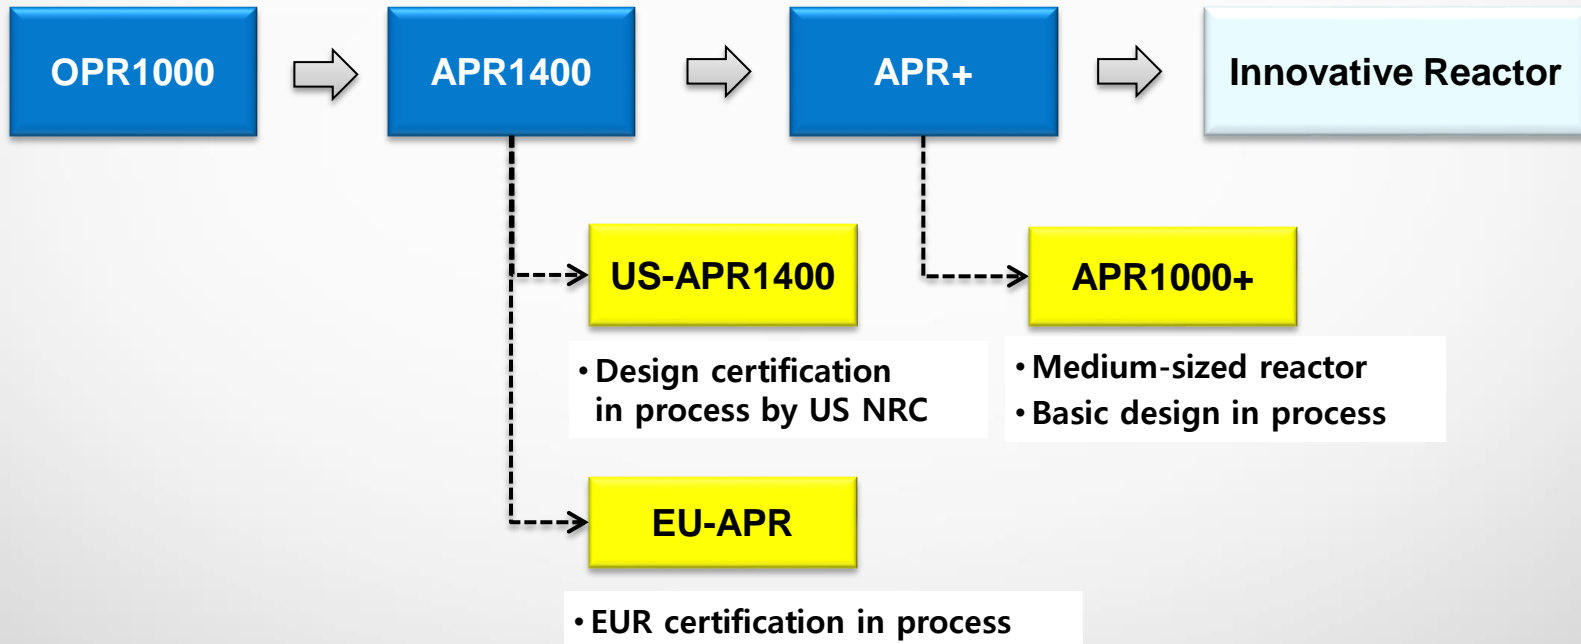 OPR1000
APR1400
APR+
Innovative Reactor
US-APR1400
• Design certification
in process by US NRC
APR1000+
• Medium-sized reactor
• Basic design in process
EU-APR
• EUR certification in process